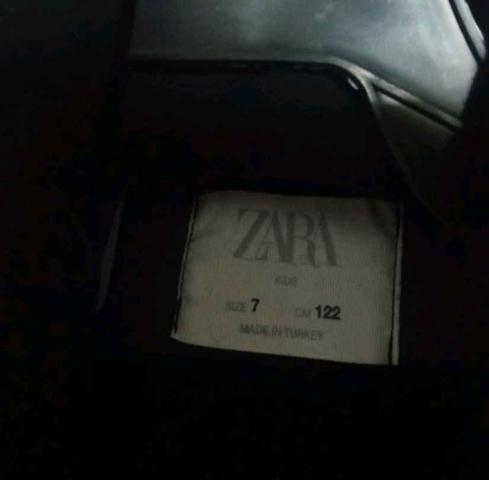 ZARA
KIDS
SIZE 7 CM 122
MADE IN TURKEY